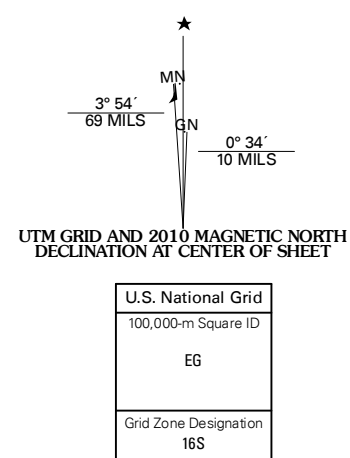 MN
3° 54´
69 MILS
GN
0° 34´
10 MILS
UTM GRID AND 2010 MAGNETIC NORTH
DECLINATION AT CENTER OF SHEET
U.S. National Grid
100,000-m Square ID
EG
Grid Zone Designation
16S